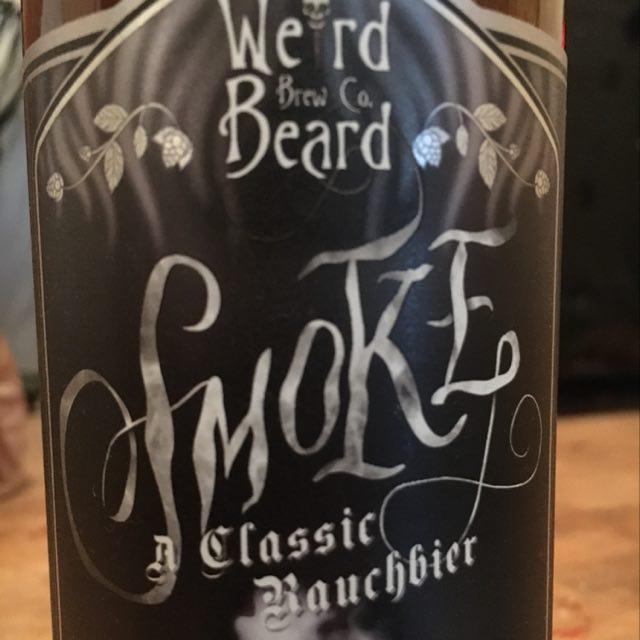 Weird
Brew Co.
Beard
SMOKE
A Classic
Rauchbier